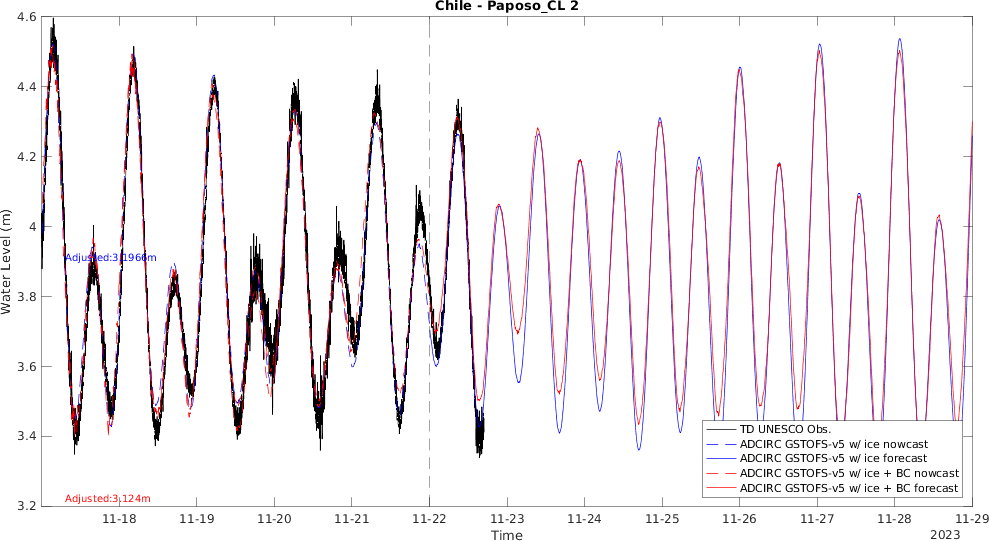 Chile - Paposo_CL 2
4.6
4.4
4.2
4
3.8
3.6
3.4
3.2
Water Level (m)
Adjusted:3.1966m
Adjusted:3.124m
TD UNESCO Obs.
ADCIRC GSTOFS-v5 w/ ice nowcast
ADCIRC GSTOFS-v5 w/ ice forecast
ADCIRC GSTOFS-v5 w/ ice + BC nowcast
ADCIRC GSTOFS-v5 w/ ice + BC forecast
11-18 11-19 11-20 11-21 11-22 11-23 11-24 11-25 11-26 11-27 11-28 11-29
Time
2023